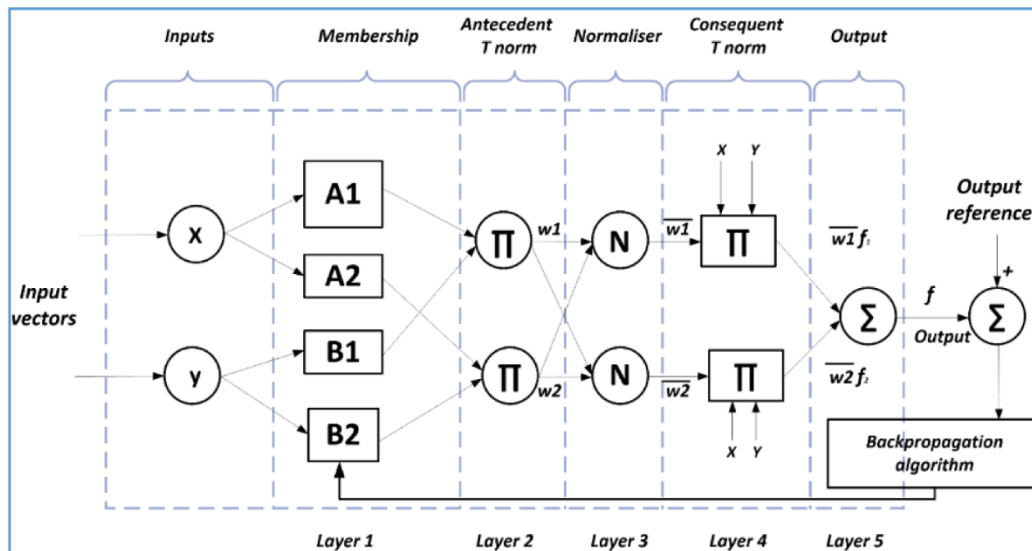 Inputs
Membership
Antecedent
T norm
Normaliser
Consequent
T norm
Output
X
Y
A1
Output
reference
X
∏
w1
N
w1̅
∏
w1̅ f₁
A2
+
Input
vectors
f
Σ
Output
Σ
B1
y
∏
w2
N
w2̅
∏
w2̅ f₂
B2
X
Y
Backpropagation
algorithm
Layer 1
Layer 2
Layer 3
Layer 4
Layer 5